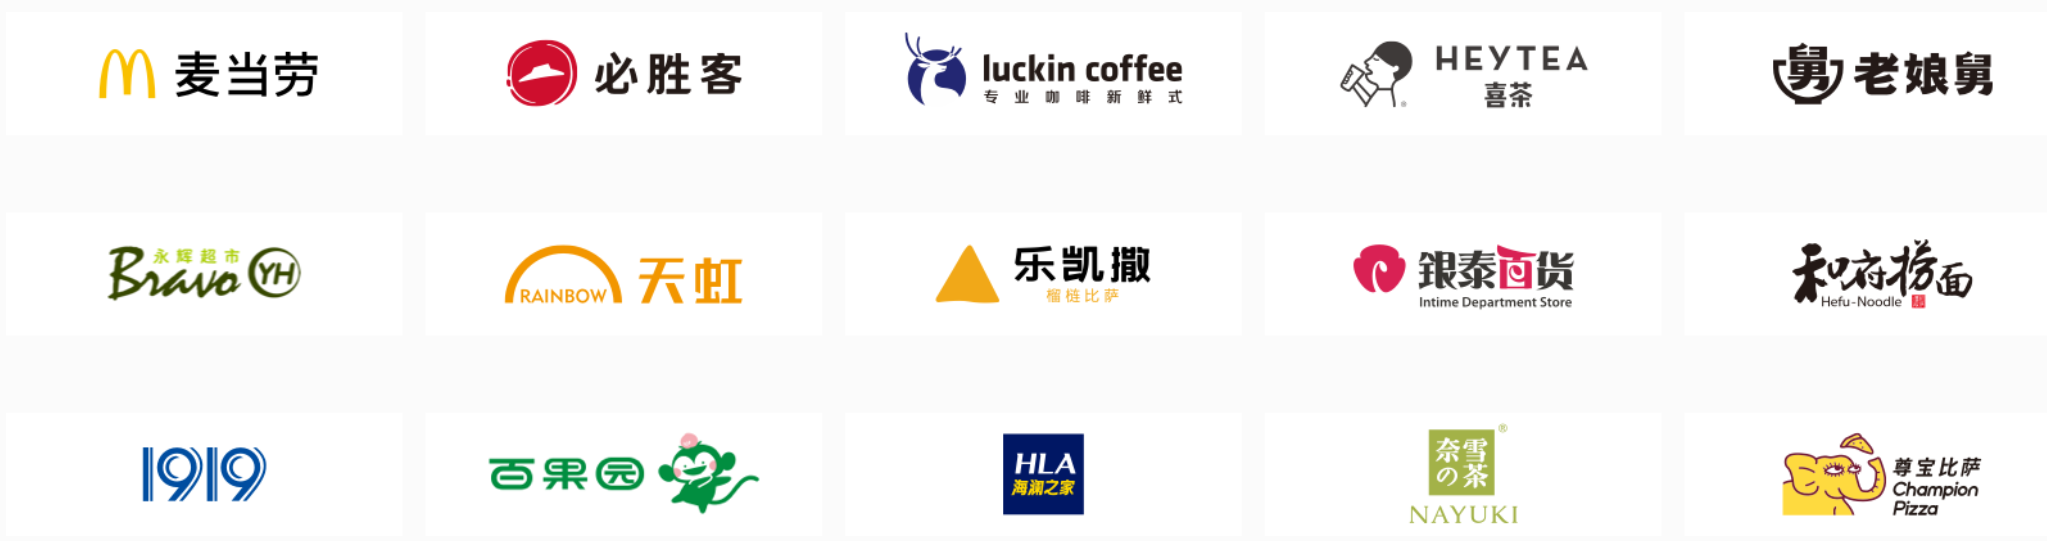 麦当劳
必胜客
luckin coffee
专业咖啡新鲜式
HEYTEA
喜茶
®
舅
老娘舅
永辉超市
Bravo YH
RAINBOW
天虹
乐凯撒
榴梿比萨
银泰百货
Intime Department Store
和府捞面
Hefu-Noodle
1919
百果园
HLA
海澜之家
®
奈雪
の茶
NAYUKI
尊宝比萨
Champion
Pizza